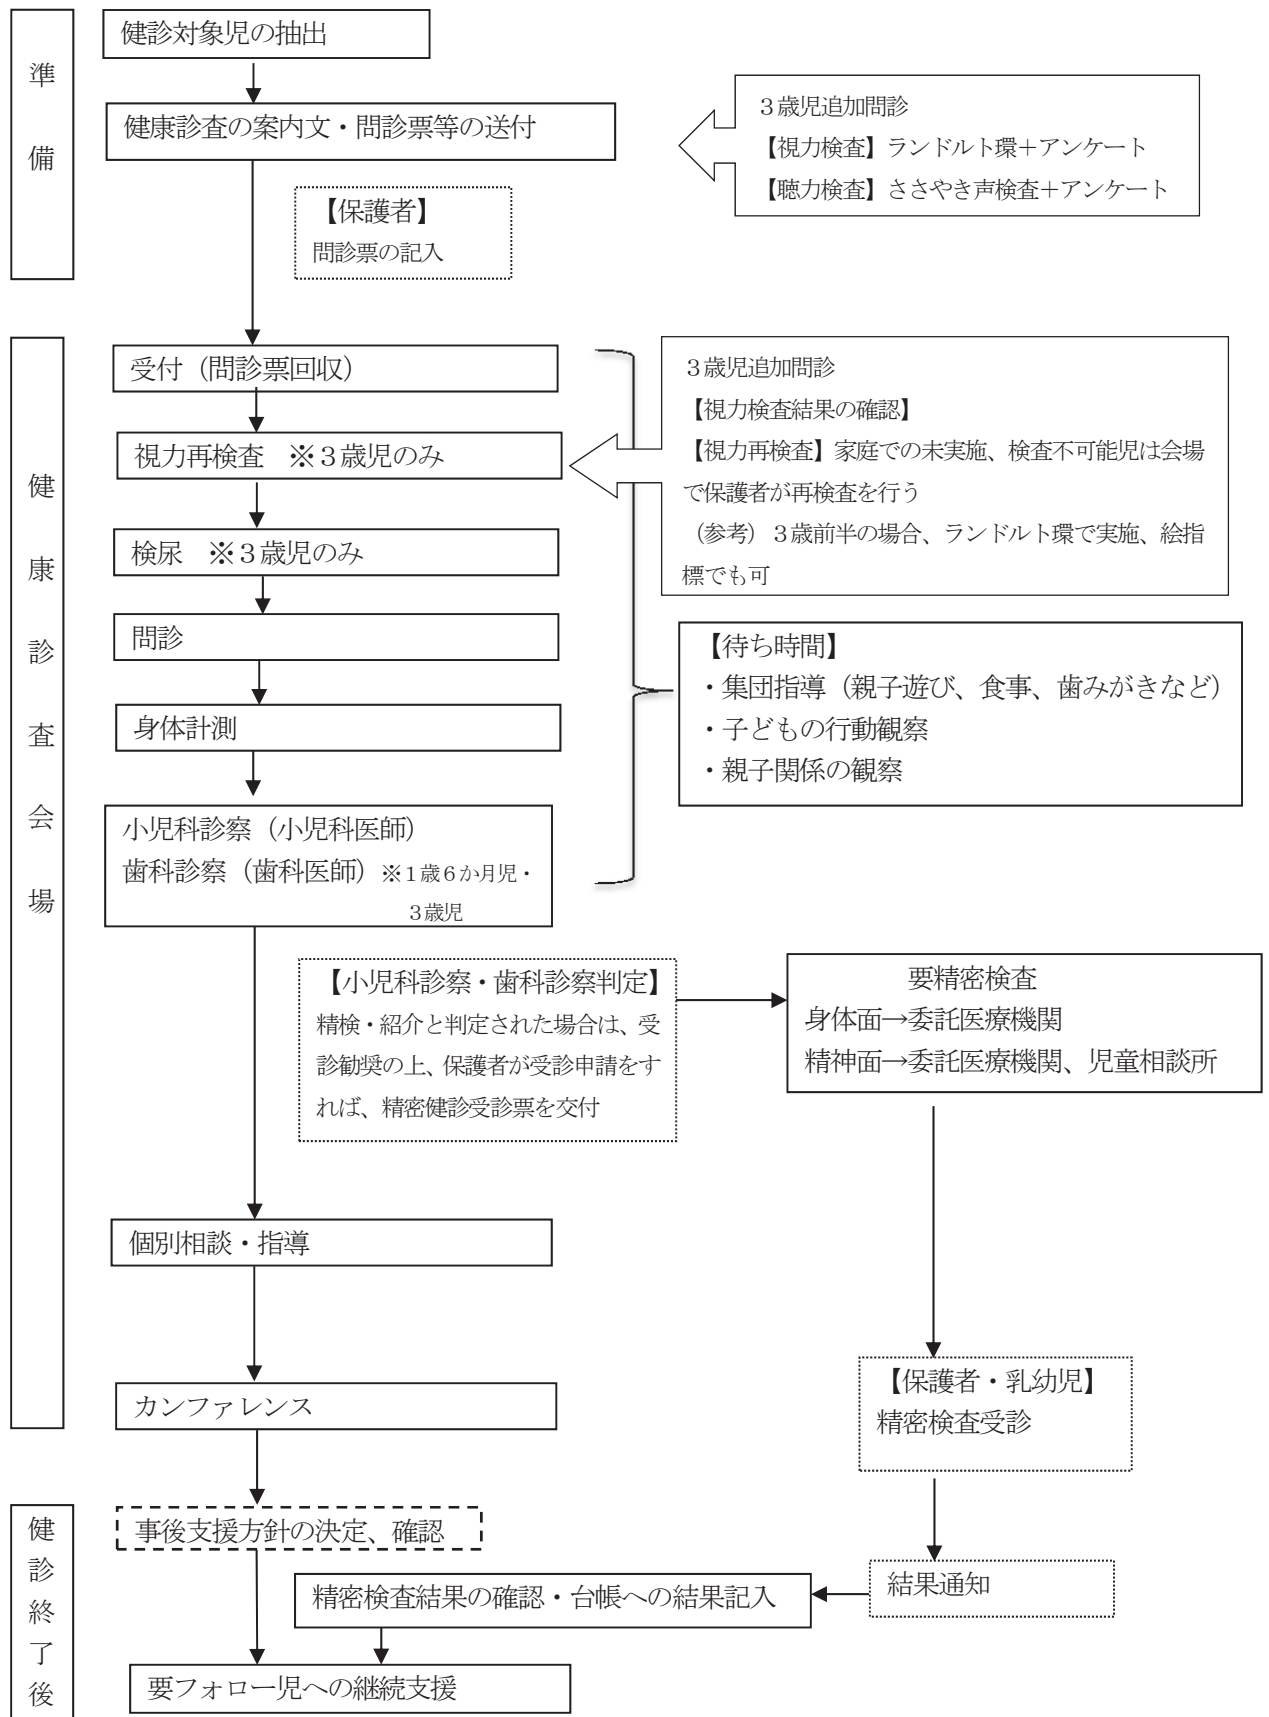 準備
健診対象児の抽出
健康診査の案内文・問診票等の送付
３歳児追加問診
【視力検査】ランドルト環＋アンケート
【聴力検査】ささやき声検査＋アンケート
【保護者】
問診票の記入
健康診査会場
受付（問診票回収）
視力再検査　※３歳児のみ
検尿　※３歳児のみ
問診
身体計測
小児科診察（小児科医師）
歯科診察（歯科医師）※１歳６か月児・
３歳児
３歳児追加問診
【視力検査結果の確認】
【視力再検査】家庭での未実施、検査不可能児は会場
で保護者が再検査を行う
（参考）３歳前半の場合、ランドルト環で実施、絵指
標でも可
【待ち時間】
・集団指導（親子遊び、食事、歯みがきなど）
・子どもの行動観察
・親子関係の観察
【小児科診察・歯科診察判定】
精検・紹介と判定された場合は、受
診勧奨の上、保護者が受診申請をす
れば、精密健診受診票を交付
要精密検査
身体面→委託医療機関
精神面→委託医療機関、児童相談所
個別相談・指導
カンファレンス
【保護者・乳幼児】
精密検査受診
健診終了後
事後支援方針の決定、確認
結果通知
精密検査結果の確認・台帳への結果記入
要フォロー児への継続支援